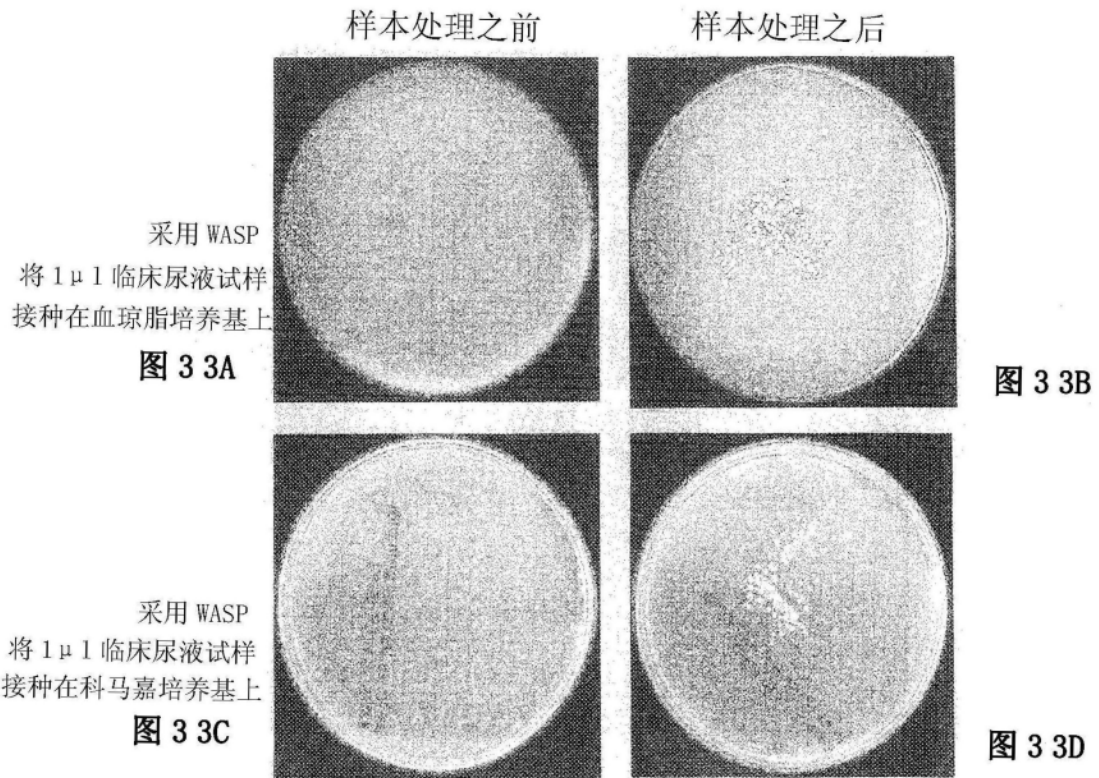 样本处理之前
样本处理之后
采用 WASP
将 1μl 临床尿液试样
接种在血琼脂培养基上
图 3 3A
图 3 3B
采用 WASP
将 1μl 临床尿液试样
接种在科马嘉培养基上
图 3 3C
图 3 3D